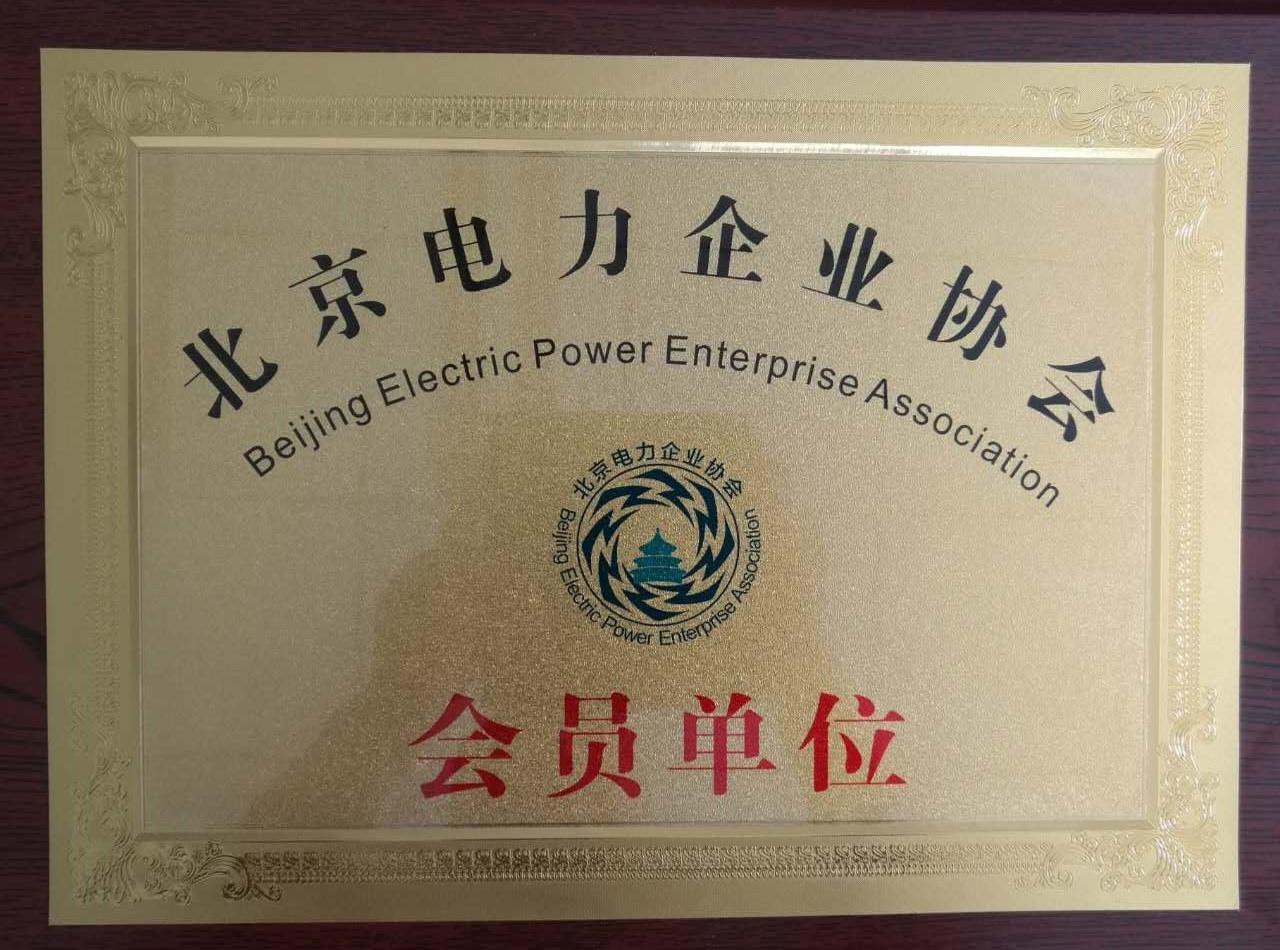 北京电力企业协会
Beijing Electric Power Enterprise Association
北京电力企业协会
Beijing Electric Power Enterprise Association
会员单位